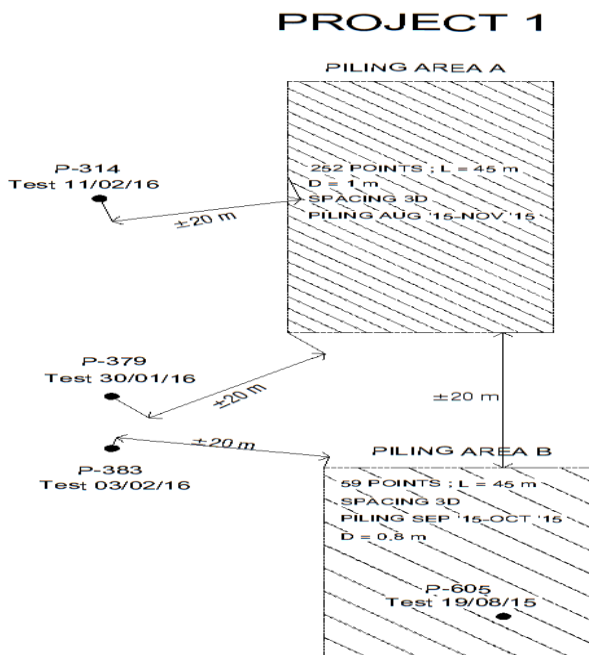 PROJECT 1
PILING AREA A
252 POINTS ; L = 45 m
D = 1 m
SPACING 3D
PILING AUG '15-NOV '15
P-314
Test 11/02/16
±20 m
P-379
Test 30/01/16
±20 m
±20 m
±20 m
P-383
Test 03/02/16
PILING AREA B
59 POINTS ; L = 45 m
SPACING 3D
PILING SEP '15-OCT '15
D = 0.8 m
P-605
Test 19/08/15